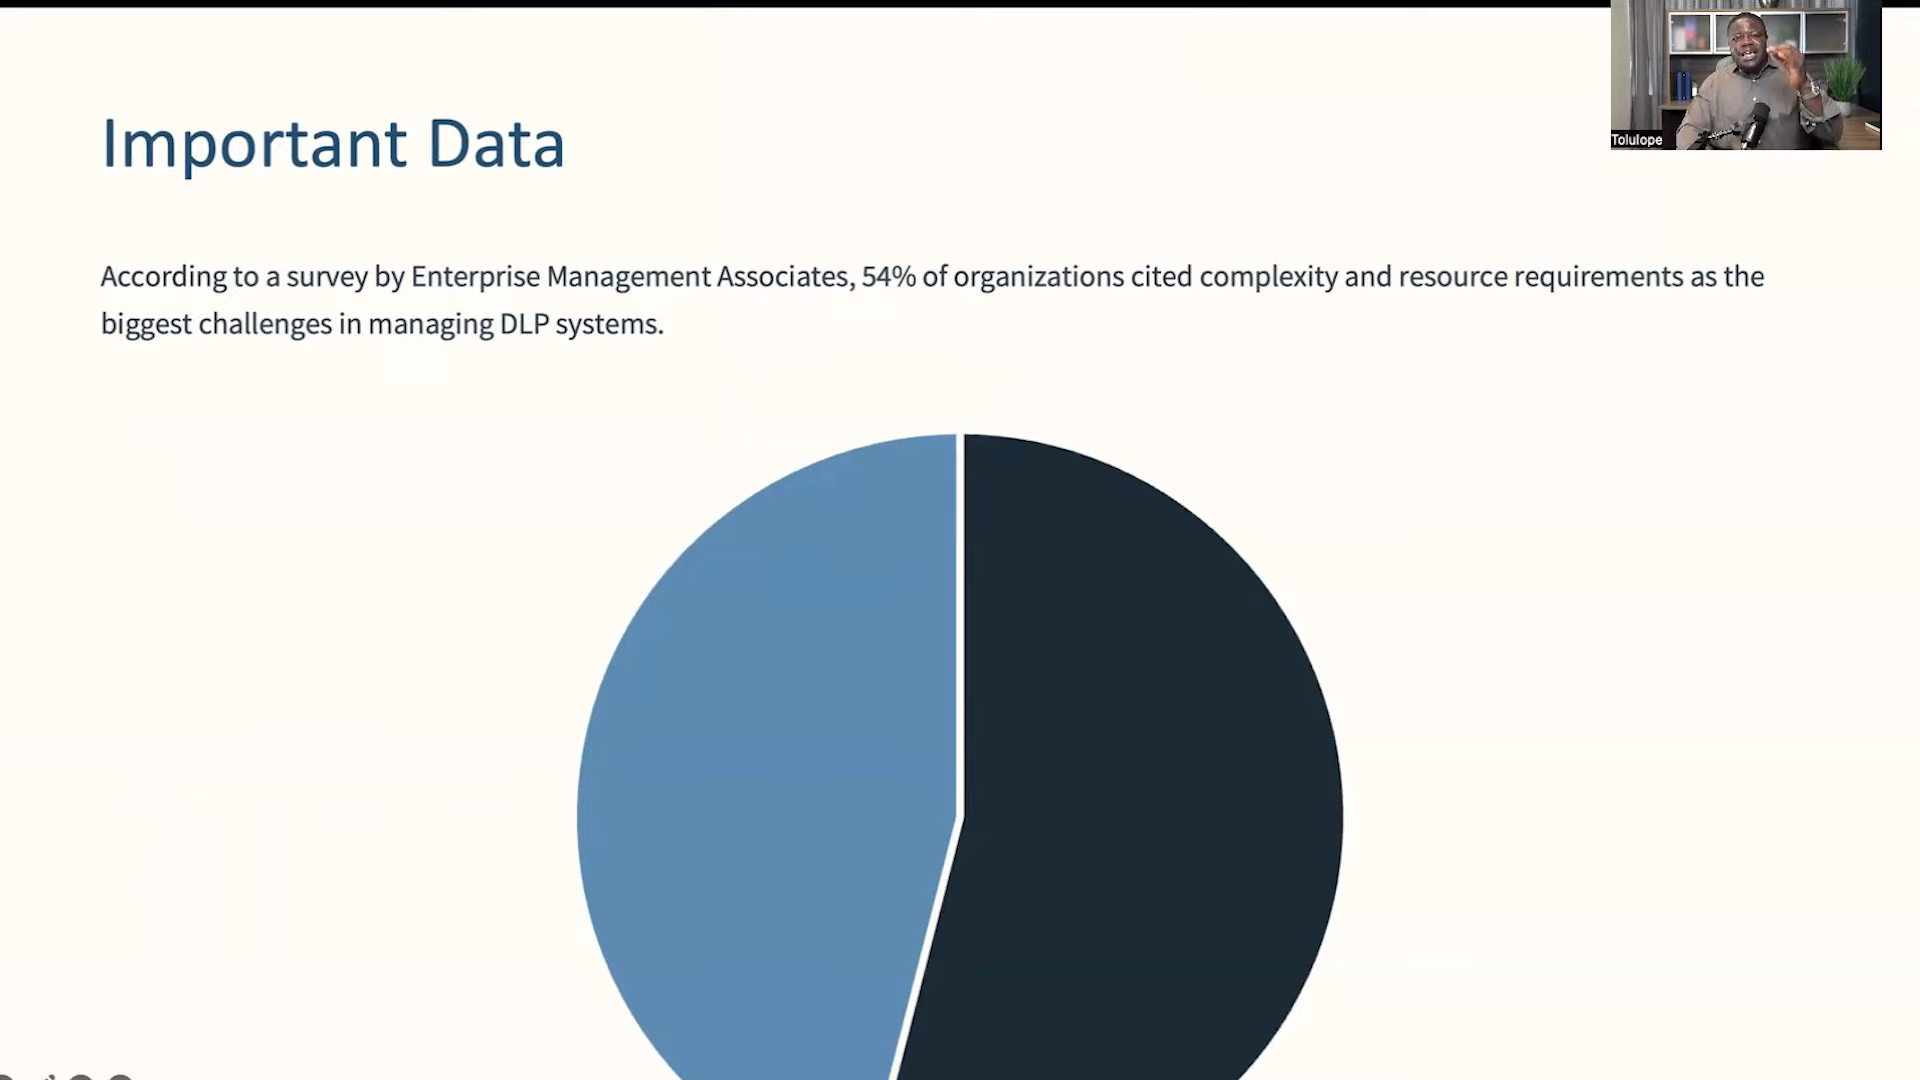 Important Data
According to a survey by Enterprise Management Associates, 54% of organizations cited complexity and resource requirements as the
biggest challenges in managing DLP systems.
Tolulope